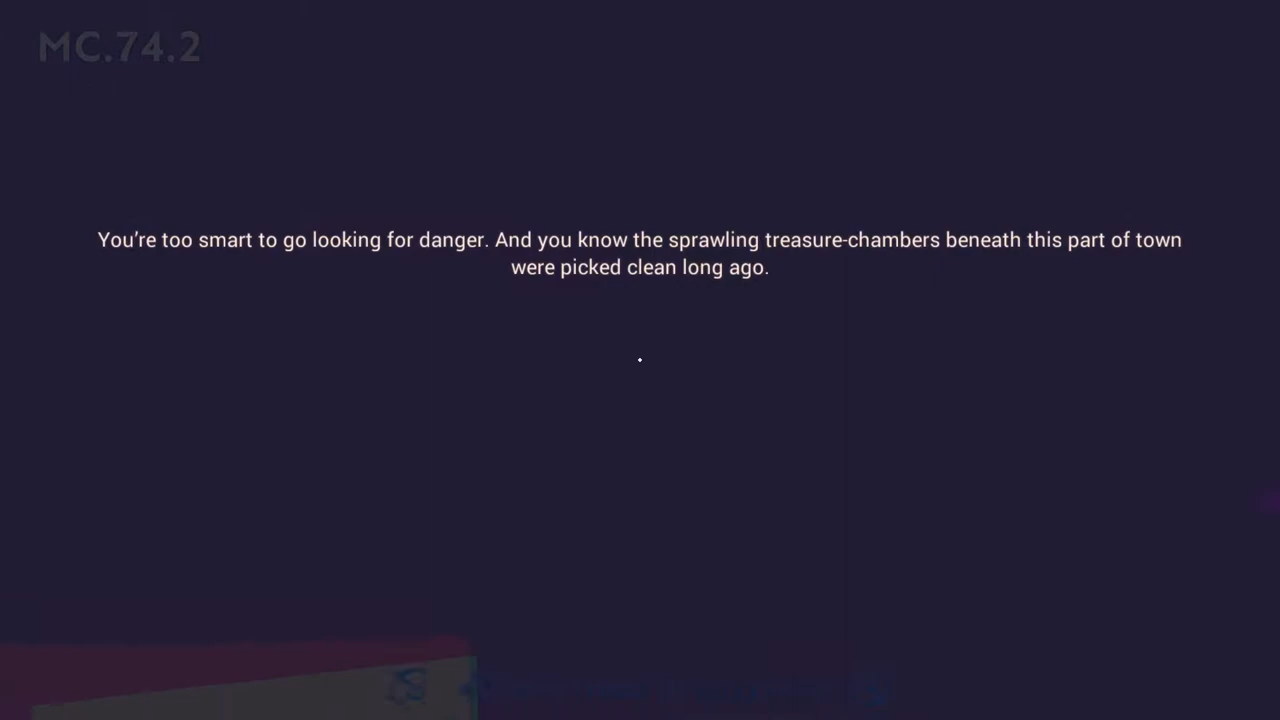 MC.74.2
You're too smart to go looking for danger. And you know the sprawling treasure-chambers beneath this part of town
were picked clean long ago.